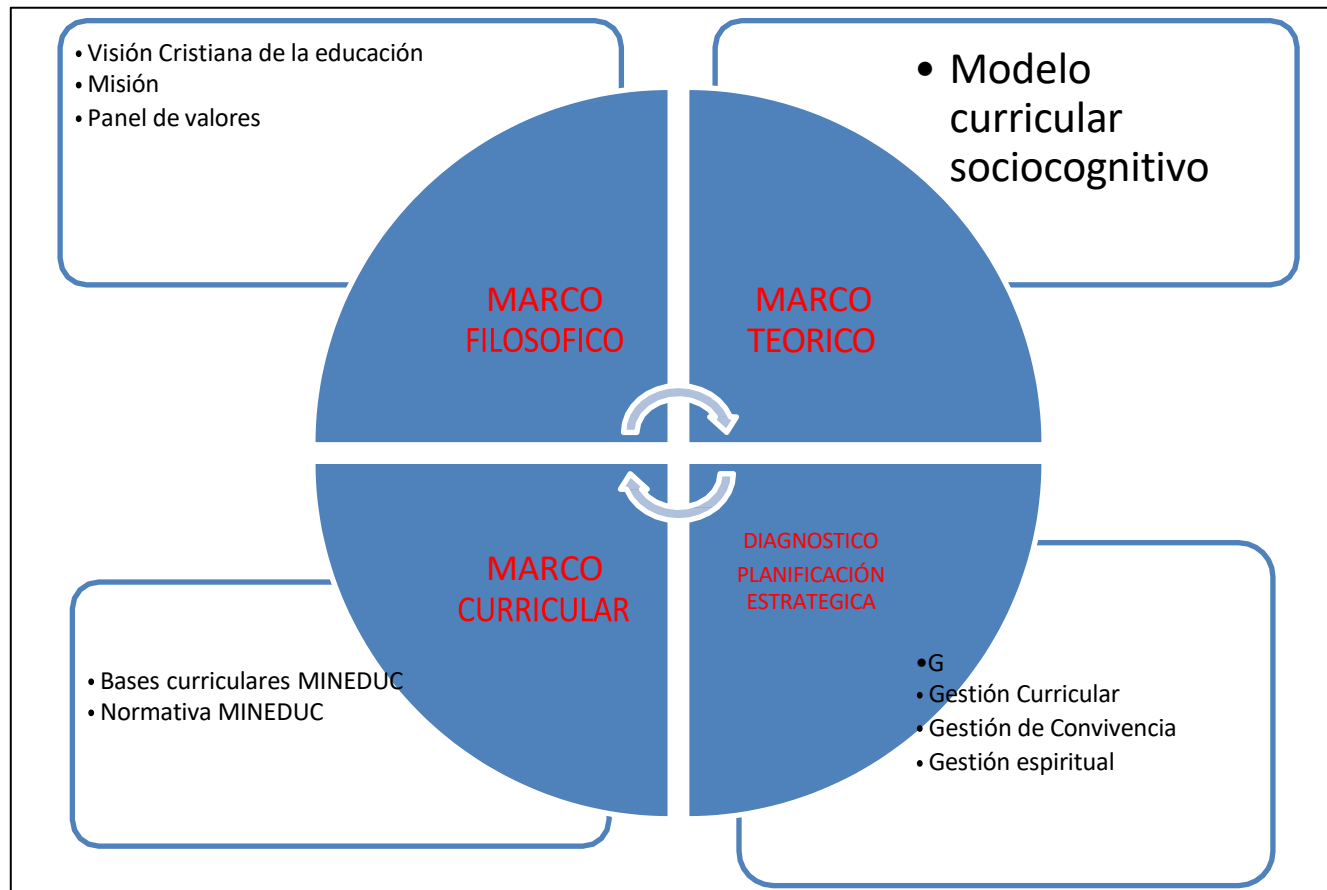 • Visión Cristiana de la educación
• Misión
• Panel de valores
• Modelo
curricular
sociocognitivo
MARCO
FILOSOFICO
MARCO
TEORICO
MARCO
CURRICULAR
DIAGNOSTICO
PLANIFICACIÓN
ESTRATEGICA
• Bases curriculares MINEDUC
• Normativa MINEDUC
•G
• Gestión Curricular
• Gestión de Convivencia
• Gestión espiritual